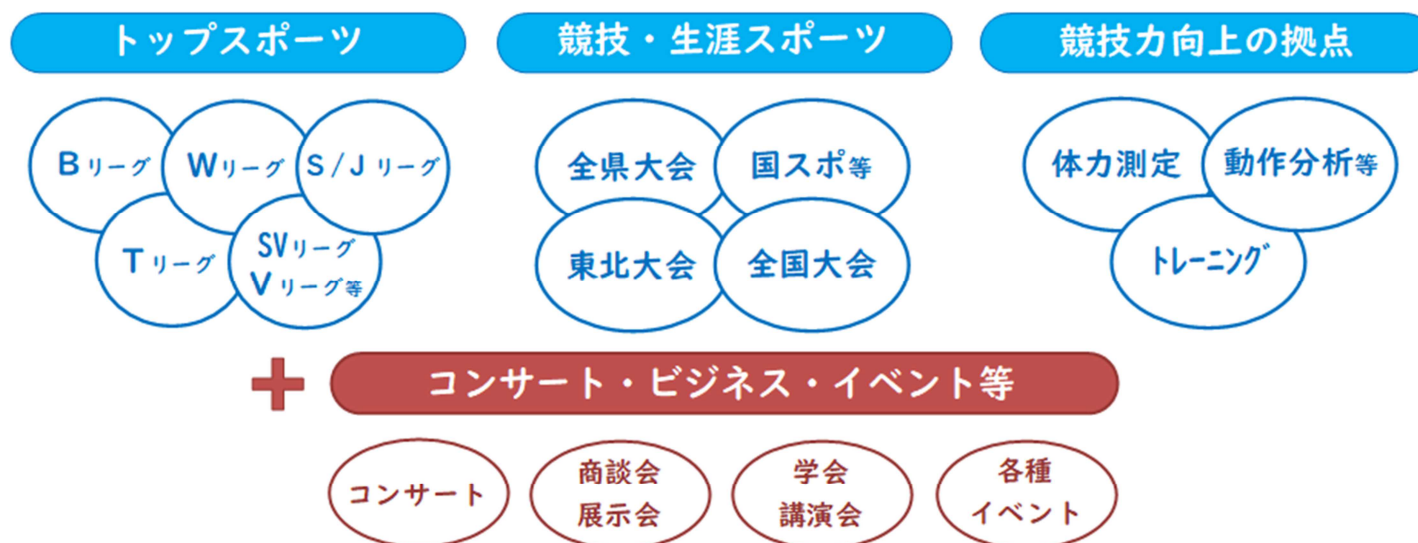 トップスポーツ
競技・生涯スポーツ
競技力向上の拠点
Bリーグ
Wリーグ
S/Jリーグ
Tリーグ
SVリーグ
Vリーグ等
全県大会
国スポ等
東北大会
全国大会
体力測定
動作分析等
トレーニング
+
コンサート・ビジネス・イベント等
コンサート
商談会
展示会
学会
講演会
各種
イベント